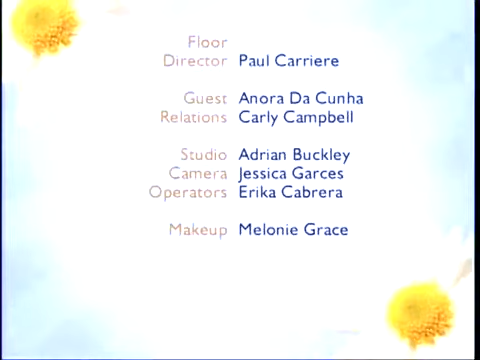 Floor
Director Paul Carriere
Guest Anora Da Cunha
Relations Carly Campbell
Studio Adrian Buckley
Camera Jessica Garces
Operators Erika Cabrera
Makeup Melonie Grace